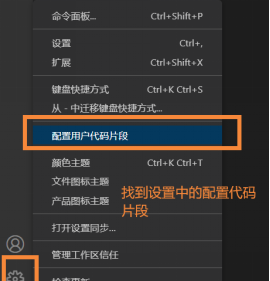 命令面板... Ctrl+Shift+P
设置 Ctrl+,
扩展 Ctrl+Shift+X
键盘快捷方式 Ctrl+K Ctrl+S
从 - 中迁移键盘快捷方式...
配置用户代码片段
颜色主题 Ctrl+K Ctrl+T
文件图标主题
产品图标主题
找到设置中的配置代码
片段
打开设置同步...
管理工作区信任
检查更新